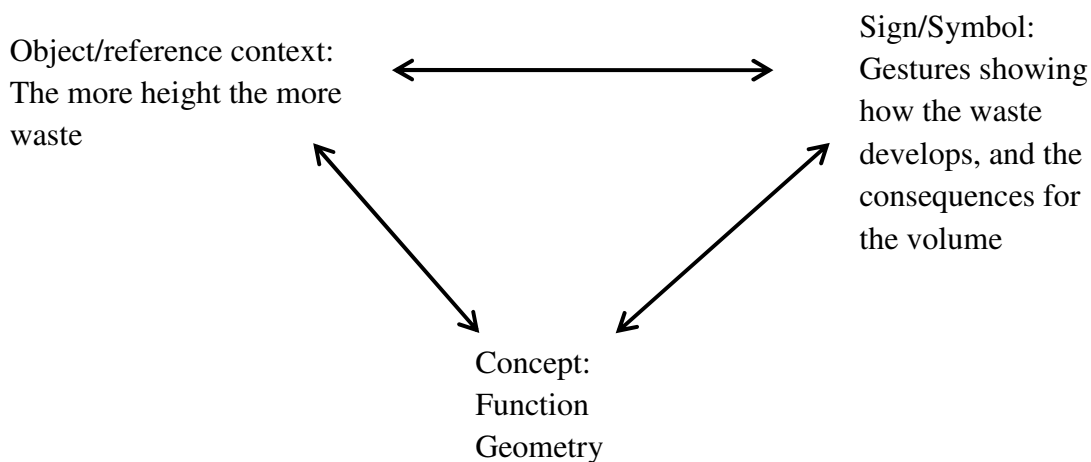 Object/reference context:
The more height the more
waste
Sign/Symbol:
Gestures showing
how the waste
develops, and the
consequences for
the volume
Concept:
Function
Geometry